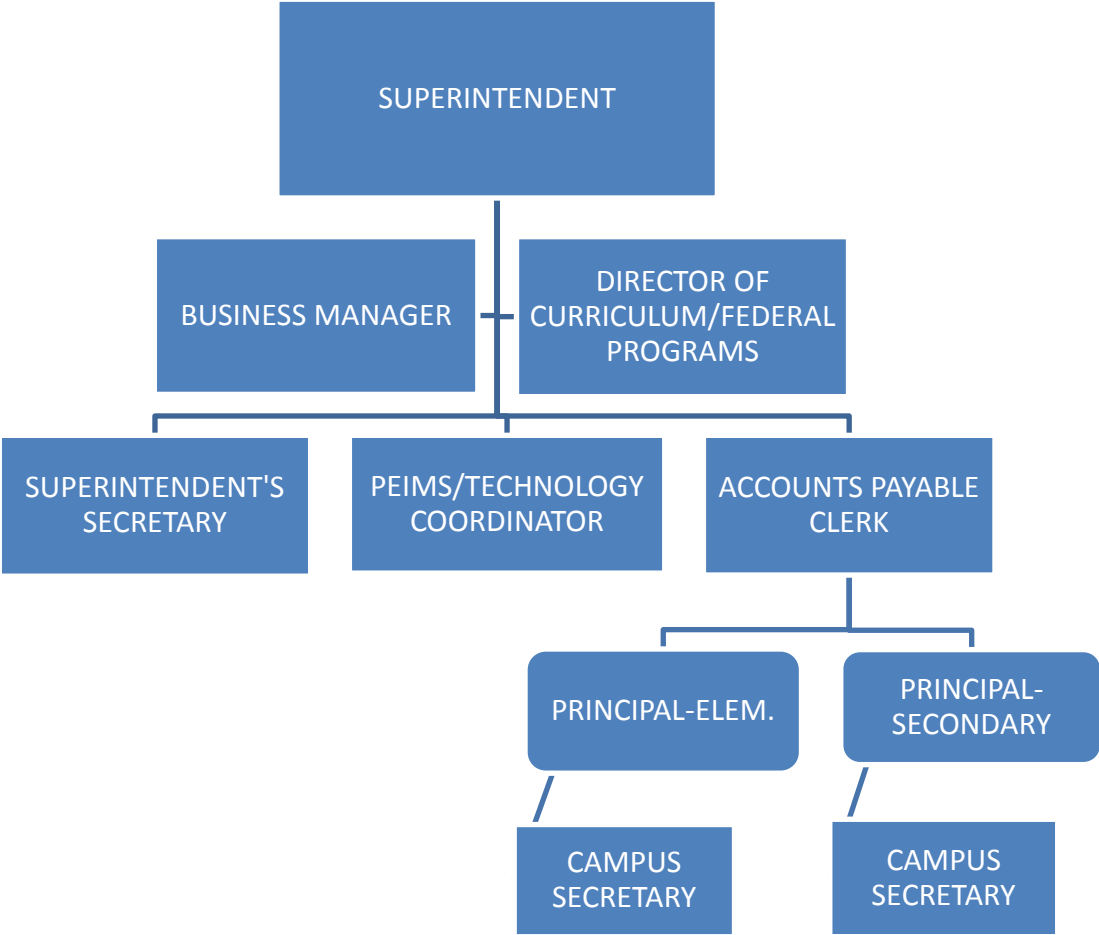 SUPERINTENDENT
BUSINESS MANAGER
DIRECTOR OF
CURRICULUM/FEDERAL
PROGRAMS
SUPERINTENDENT'S
SECRETARY
PEIMS/TECHNOLOGY
COORDINATOR
ACCOUNTS PAYABLE
CLERK
PRINCIPAL-ELEM.
PRINCIPAL-
SECONDARY
CAMPUS
SECRETARY
CAMPUS
SECRETARY